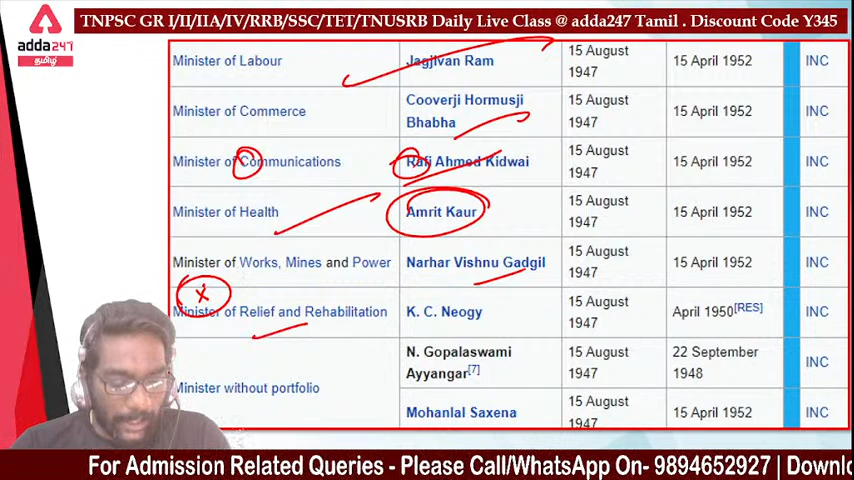 TNPSC GR I/II/IIA/IV/RRB/SSC/TET/TNUSRB Daily Live Class @ adda247 Tamil . Discount Code Y345
adda247
தமிழ்
Minister of Labour Jagjivan Ram 15 August 1947 15 April 1952 INC
Minister of Commerce Cooverji Hormusji Bhabha 15 August 1947 15 April 1952 INC
Minister of Communications Rafi Ahmed Kidwai 15 August 1947 15 April 1952 INC
Minister of Health Amrit Kaur 15 August 1947 15 April 1952 INC
Minister of Works, Mines and Power Narhar Vishnu Gadgil 15 August 1947 15 April 1952 INC
X
Minister of Relief and Rehabilitation K. C. Neogy 15 August 1947 April 1950[RES] INC
Minister without portfolio N. Gopalaswami Ayyangar[7] 15 August 1947 22 September 1948 INC
Mohanlal Saxena 15 August 1947 15 April 1952 INC
For Admission Related Queries - Please Call/WhatsApp On- 9894652927 | Downlo